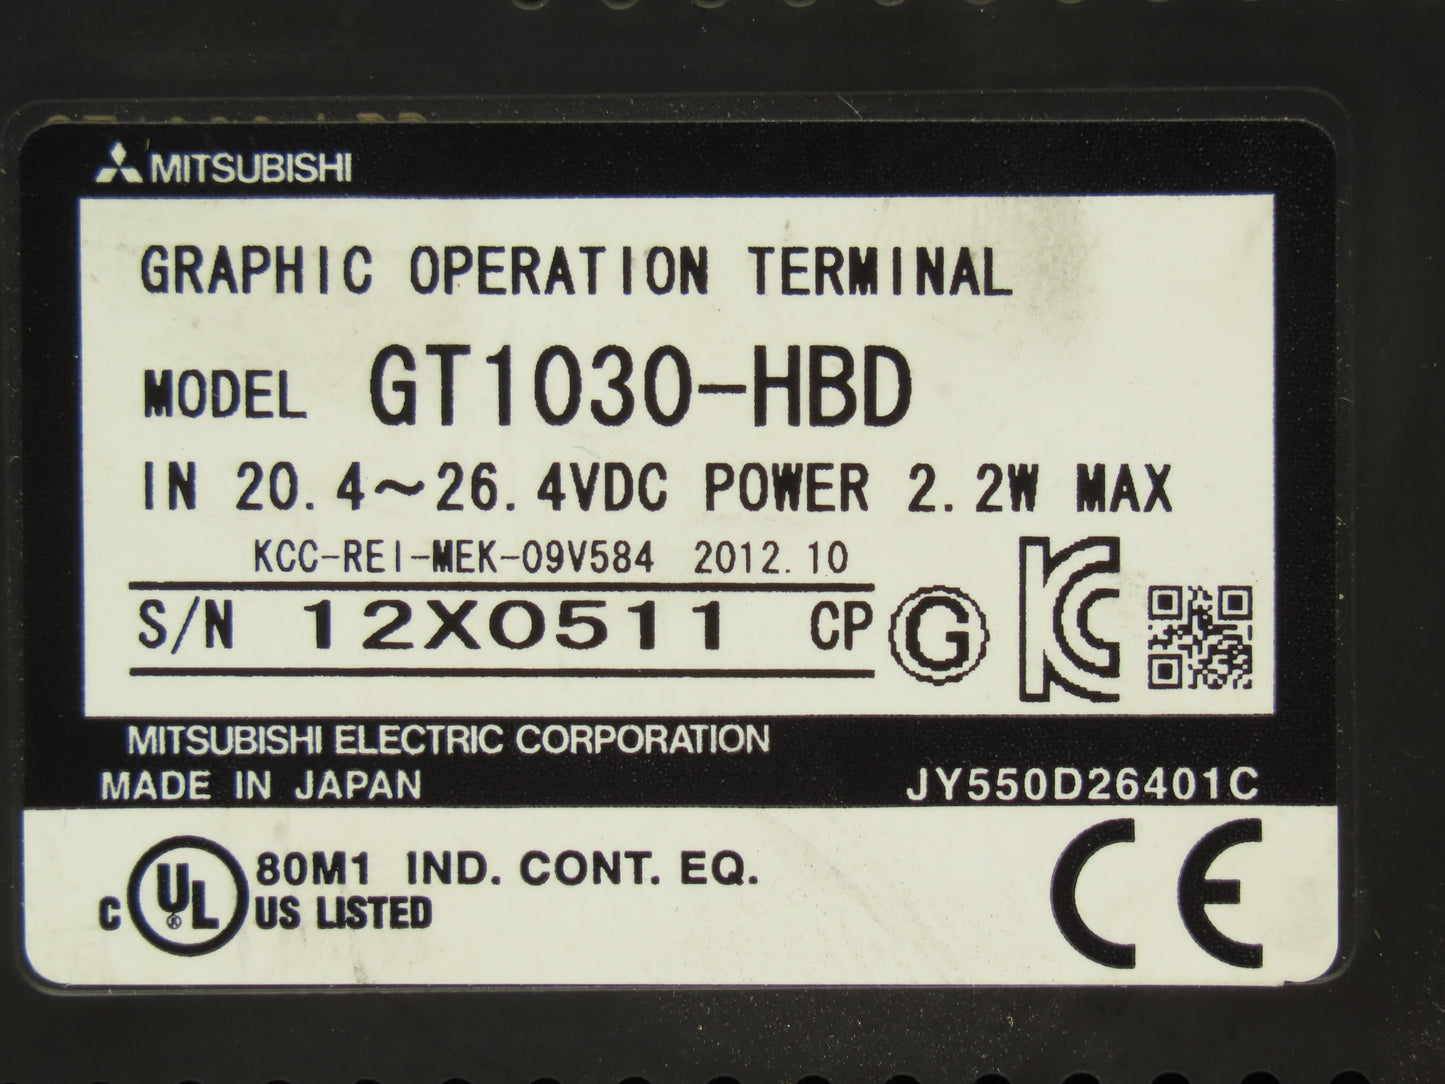 MITSUBISHI
GRAPHIC OPERATION TERMINAL
MODEL GT1030-HBD
IN 20.4~26.4VDC POWER 2.2W MAX
KCC-REI-MEK-09V584 2012.10
S/N 12X0511 CP
G
KC
MITSUBISHI ELECTRIC CORPORATION
MADE IN JAPAN JY550D26401C
C UL® US LISTED 80M1 IND. CONT. EQ.
CE